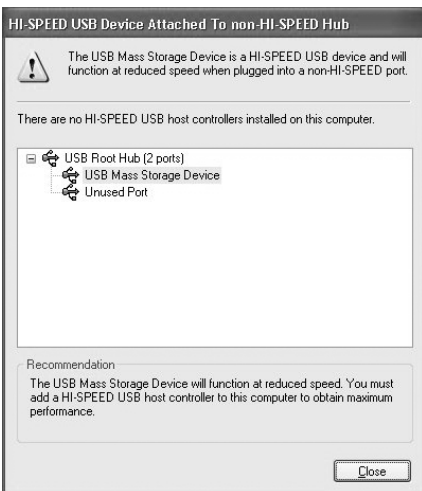 HI-SPEED USB Device Attached To non-HI-SPEED Hub
The USB Mass Storage Device is a HI-SPEED USB device and will
function at reduced speed when plugged into a non-HI-SPEED port.
There are no HI-SPEED USB host controllers installed on this computer.
USB Root Hub (2 ports)
USB Mass Storage Device
Unused Port
Recommendation
The USB Mass Storage Device will function at reduced speed. You must
add a HI-SPEED USB host controller to this computer to obtain maximum
performance.
Close